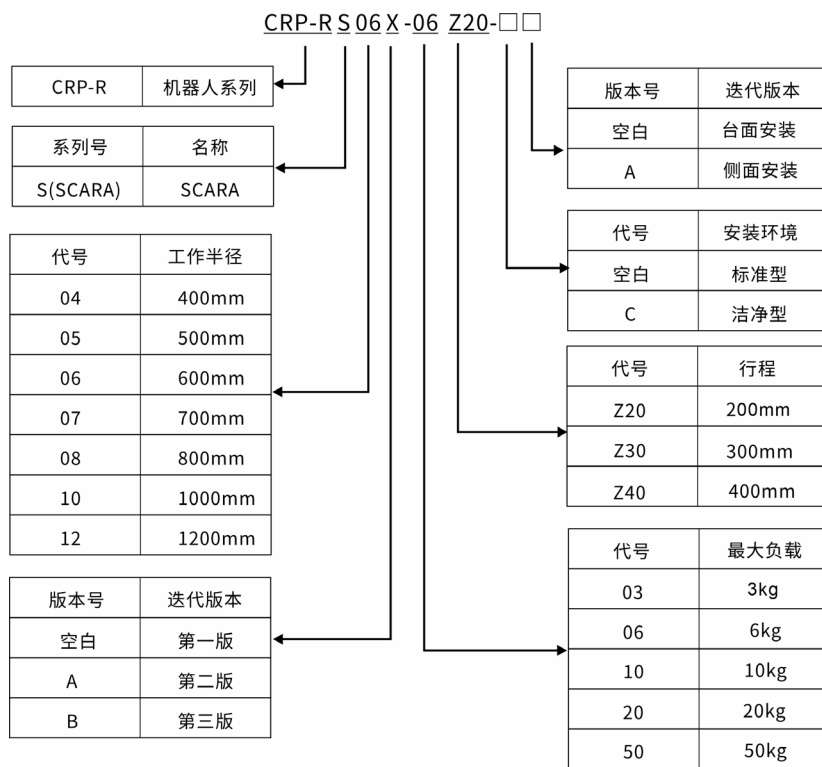 CRP-R S 06 X -06 Z20-□□
CRP-R 机器人系列
系列号 名称
S(SCARA) SCARA
代号 工作半径
04 400mm
05 500mm
06 600mm
07 700mm
08 800mm
10 1000mm
12 1200mm
版本号 迭代版本
空白 第一版
A 第二版
B 第三版
版本号 迭代版本
空白 台面安装
A 侧面安装
代号 安装环境
空白 标准型
C 洁净型
代号 行程
Z20 200mm
Z30 300mm
Z40 400mm
代号 最大负载
03 3kg
06 6kg
10 10kg
20 20kg
50 50kg